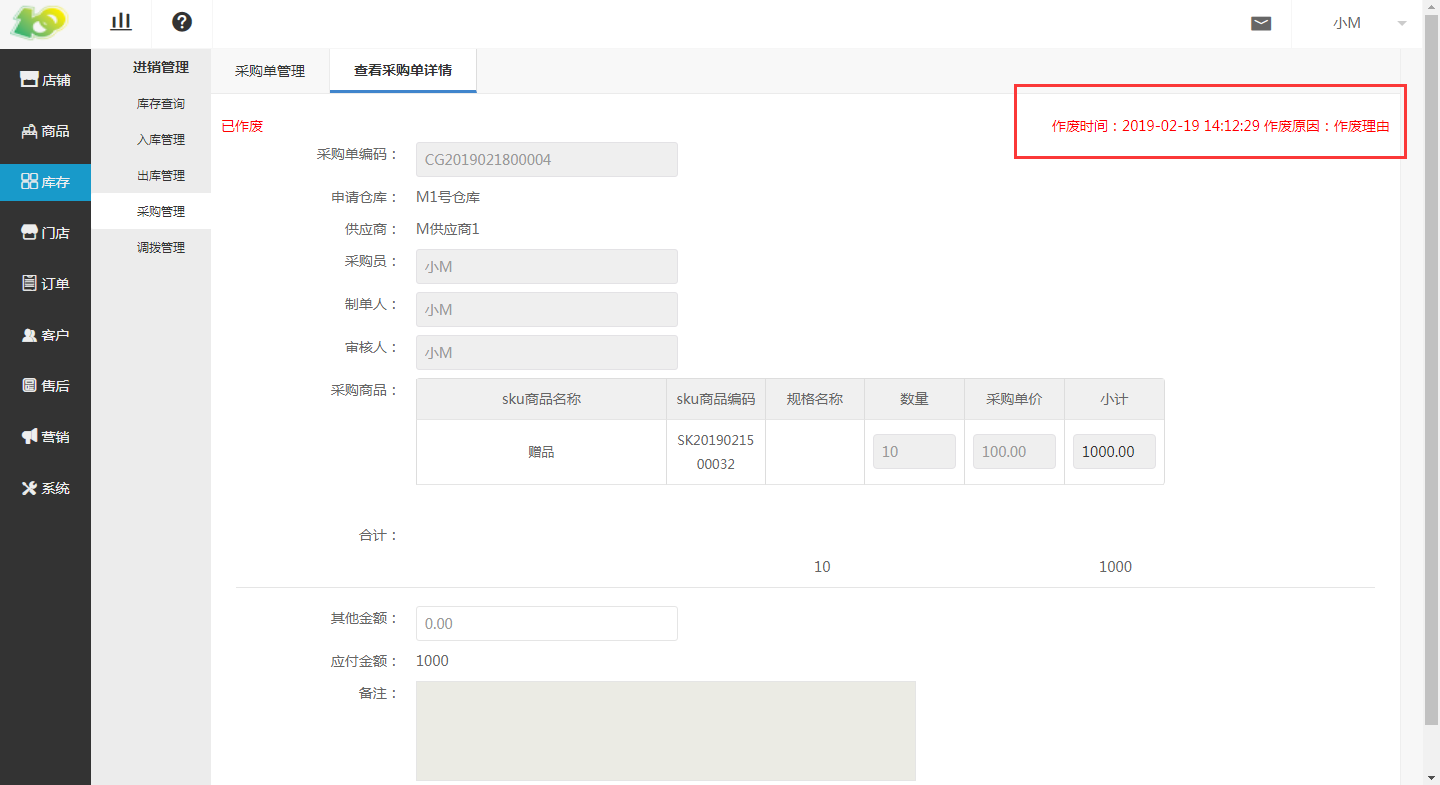 小M
店铺
商品
库存
门店
订单
客户
售后
营销
系统
进销管理
库存查询
入库管理
出库管理
采购管理
调拨管理
采购单管理
查看采购单详情
已作废
作废时间：2019-02-19 14:12:29 作废原因：作废理由
采购单编码： CG2019021800004
申请仓库： M1号仓库
供应商： M供应商1
采购员： 小M
制单人： 小M
审核人： 小M
采购商品： sku商品名称 sku商品编码 规格名称 数量 采购单价 小计
赠品 SK20190215 10 100.00 1000.00
00032
合计：
10 1000
其他金额： 0.00
应付金额： 1000
备注：